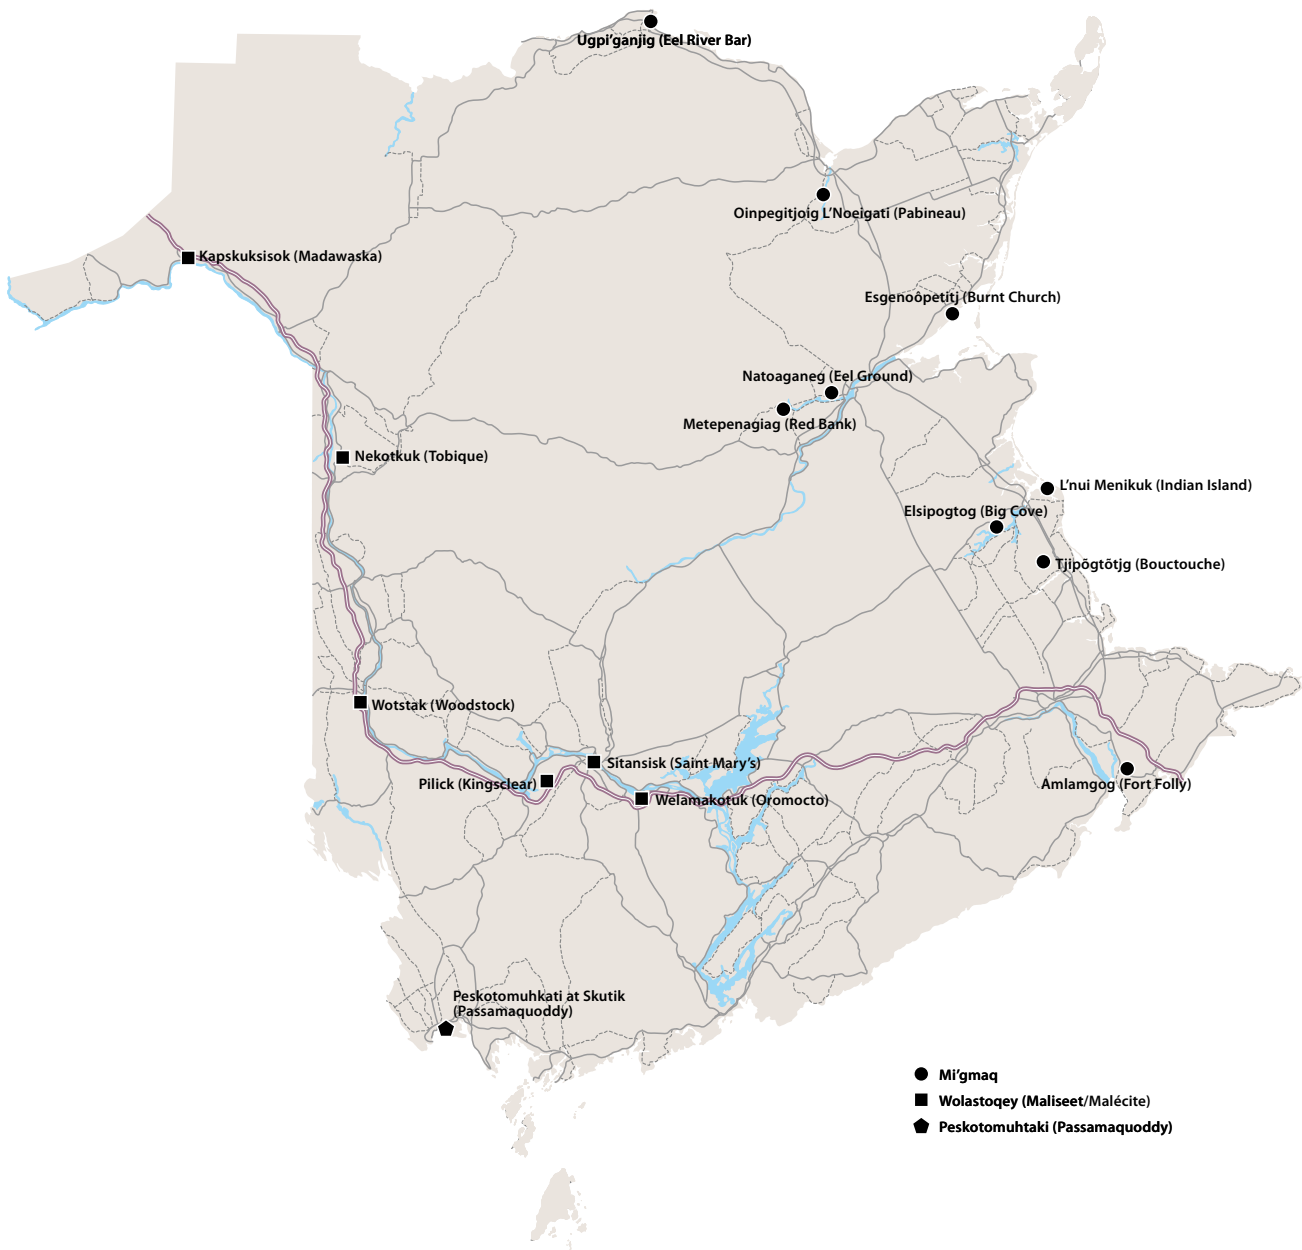 Ugpi'ganjig (Eel River Bar)
Oinpegitjoig L'Noeigati (Pabineau)
Kapskuksisok (Madawaska)
Esgenoôpetitj (Burnt Church)
Natoaganeg (Eel Ground)
Metepenagiag (Red Bank)
Nekotkuk (Tobique)
L'nui Menikuk (Indian Island)
Elsipogtog (Big Cove)
Tjipõgtõtjg (Bouctouche)
Wotstak (Woodstock)
Sitansisk (Saint Mary's)
Pilick (Kingsclear)
Amlamgog (Fort Folly)
Welamakotuk (Oromocto)
Peskotomuhkati at Skutik
(Passamaquoddy)
Mi'gmaq
Wolastoqey (Maliseet/Malécite)
Peskotomuhtaki (Passamaquoddy)